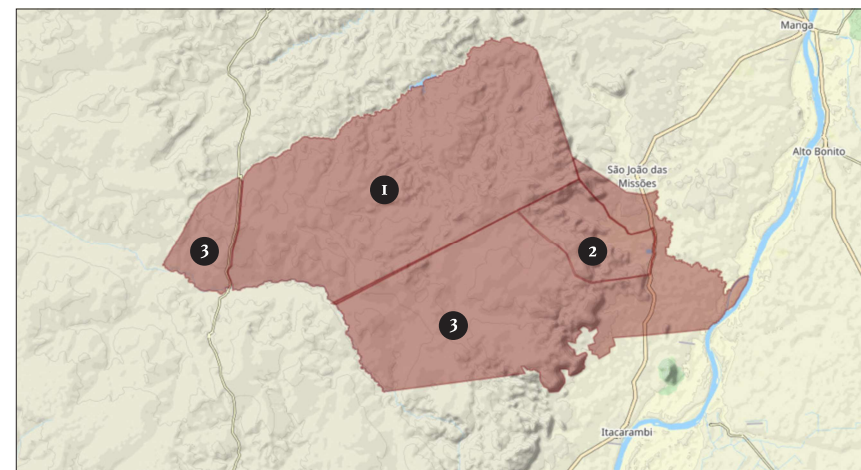 Manga
Alto Bonito
São João das
Missões
1
3
2
3
Itacarambi